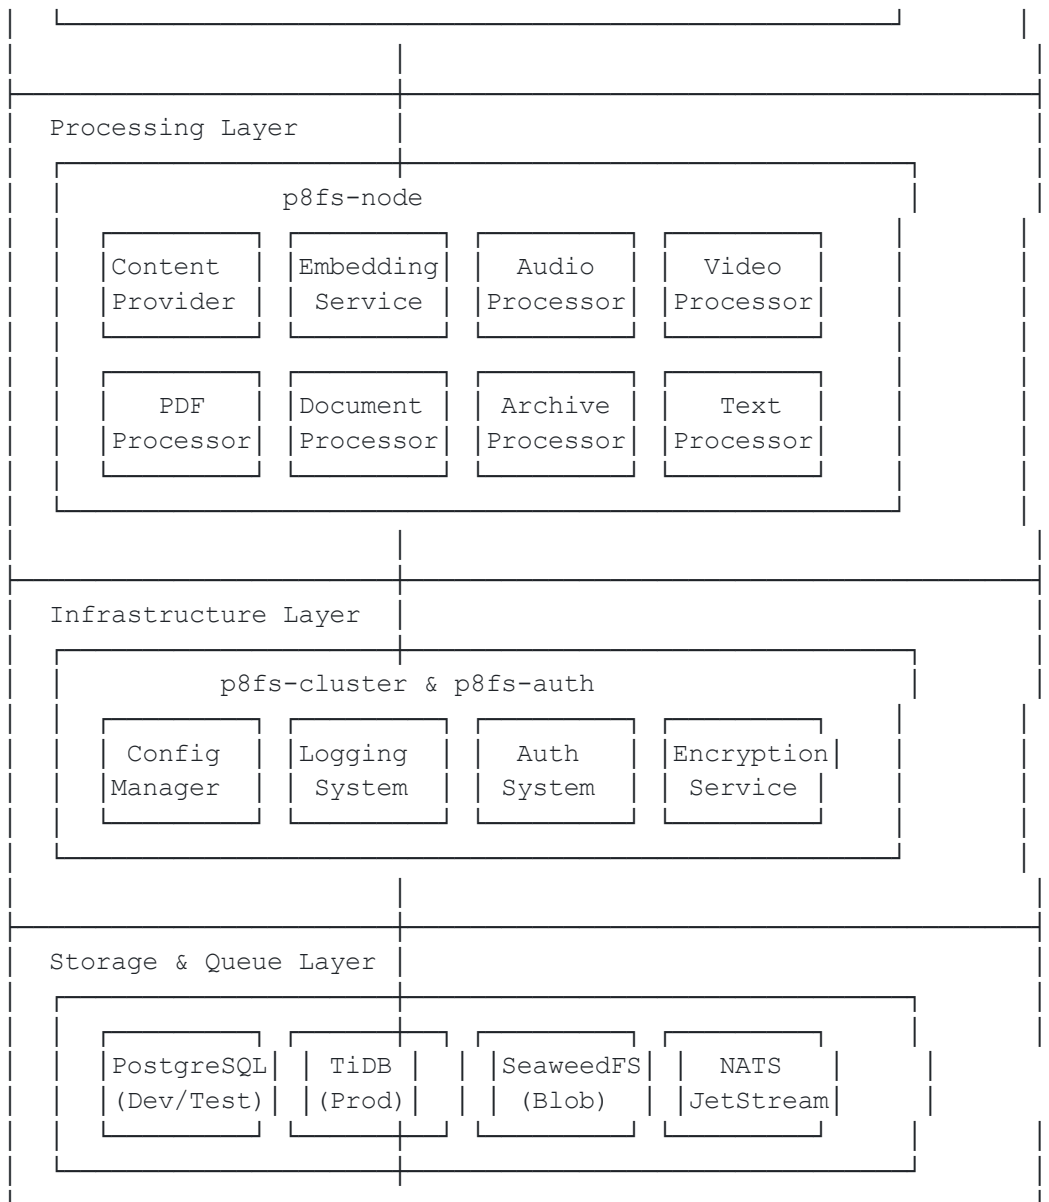 Processing Layer
p8fs-node
Content Embedding Audio Video
Provider Service Processor Processor
PDF Document Archive Text
Processor Processor Processor Processor
Infrastructure Layer
p8fs-cluster & p8fs-auth
Config Logging Auth Encryption
Manager System System Service
Storage & Queue Layer
PostgreSQL TiDB SeaweedFS NATS
(Dev/Test) (Prod) (Blob) JetStream